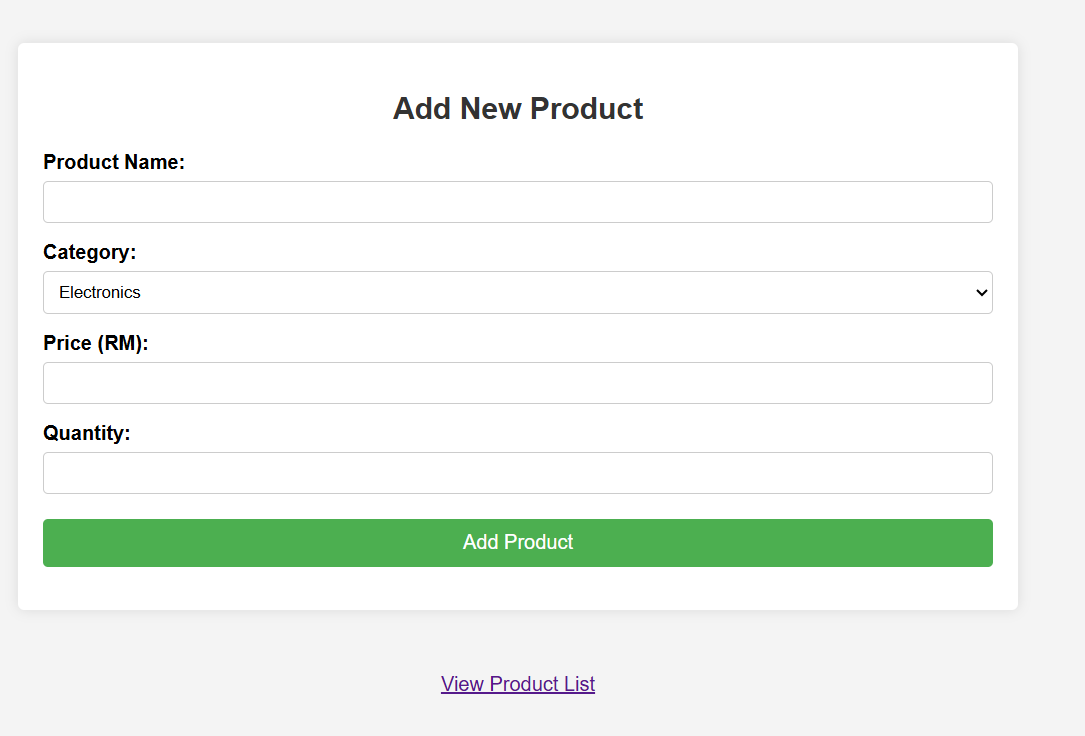 Add New Product
Product Name:
Category:
Electronics
Price (RM):
Quantity:
Add Product
View Product List